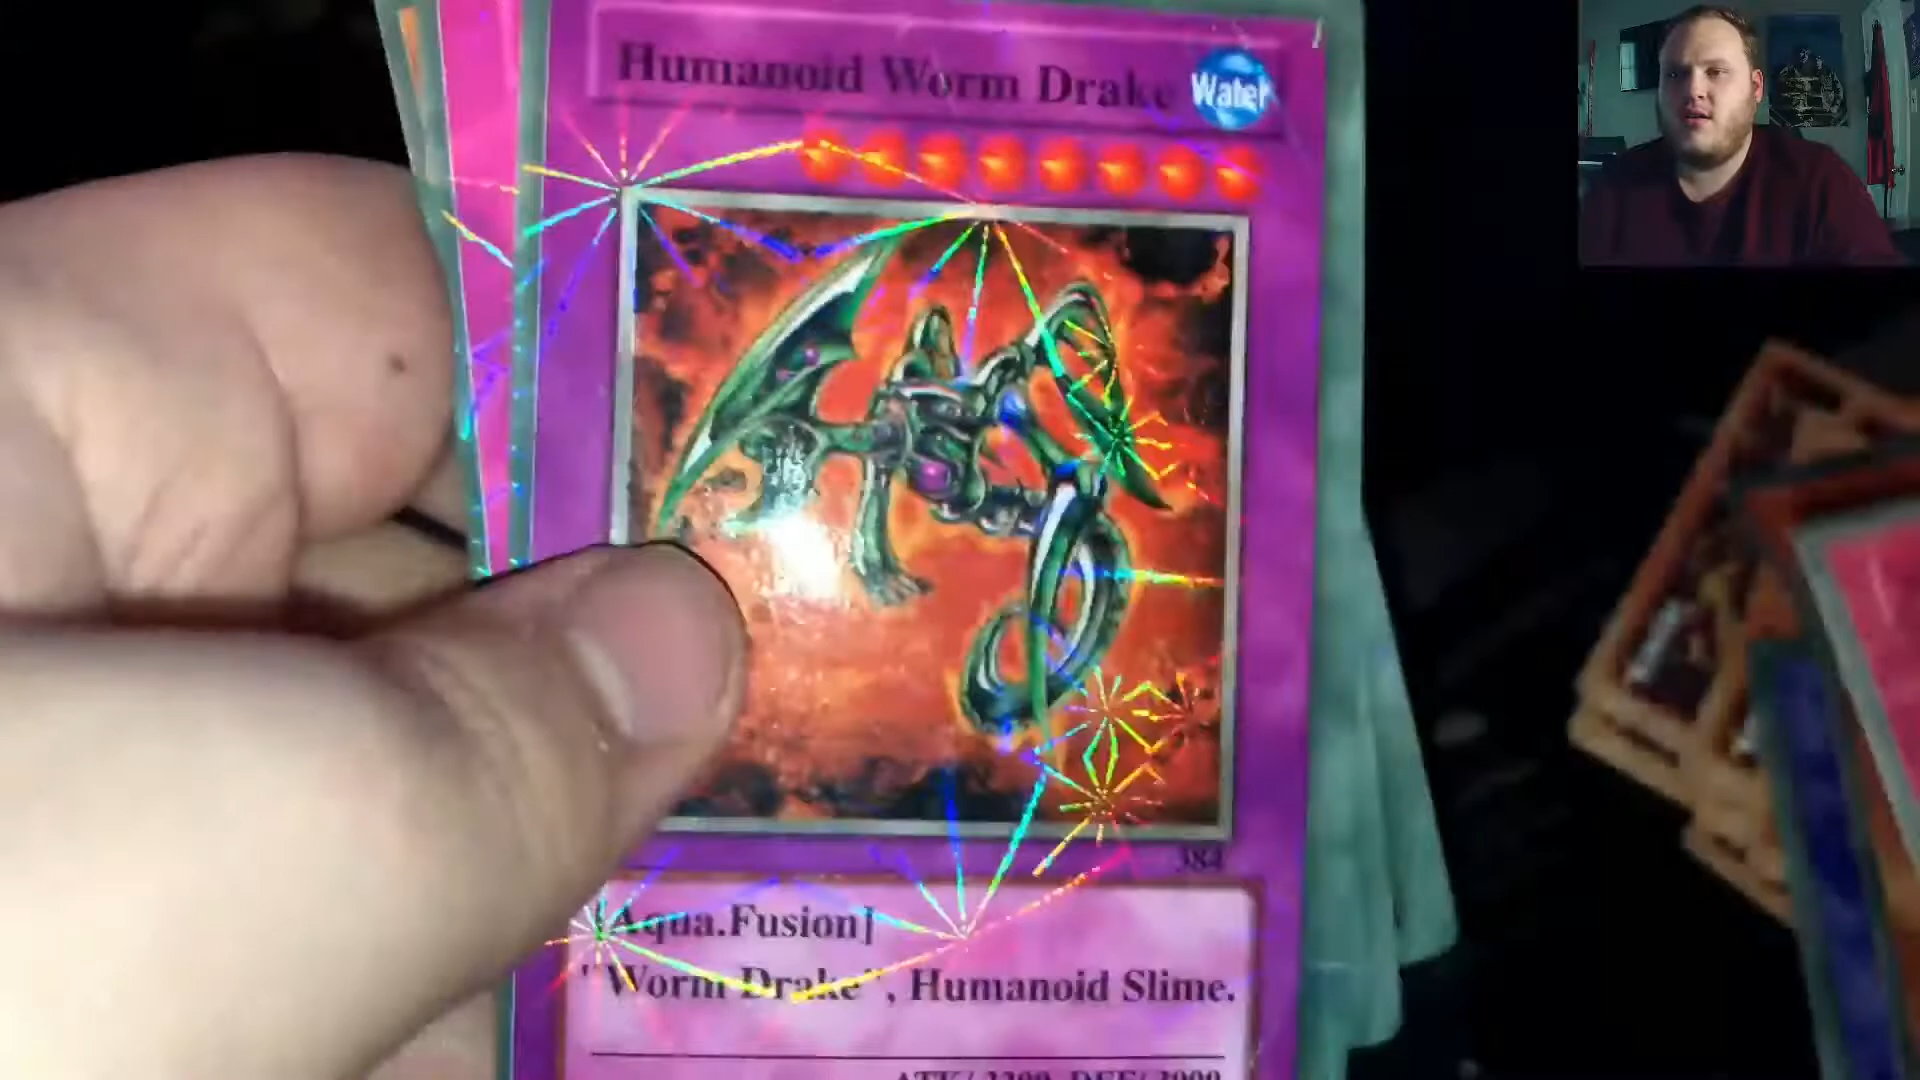 Humanoid Worm Drake
Water
384
[Aqua.Fusion]
"Worm Drake", Humanoid Slime.